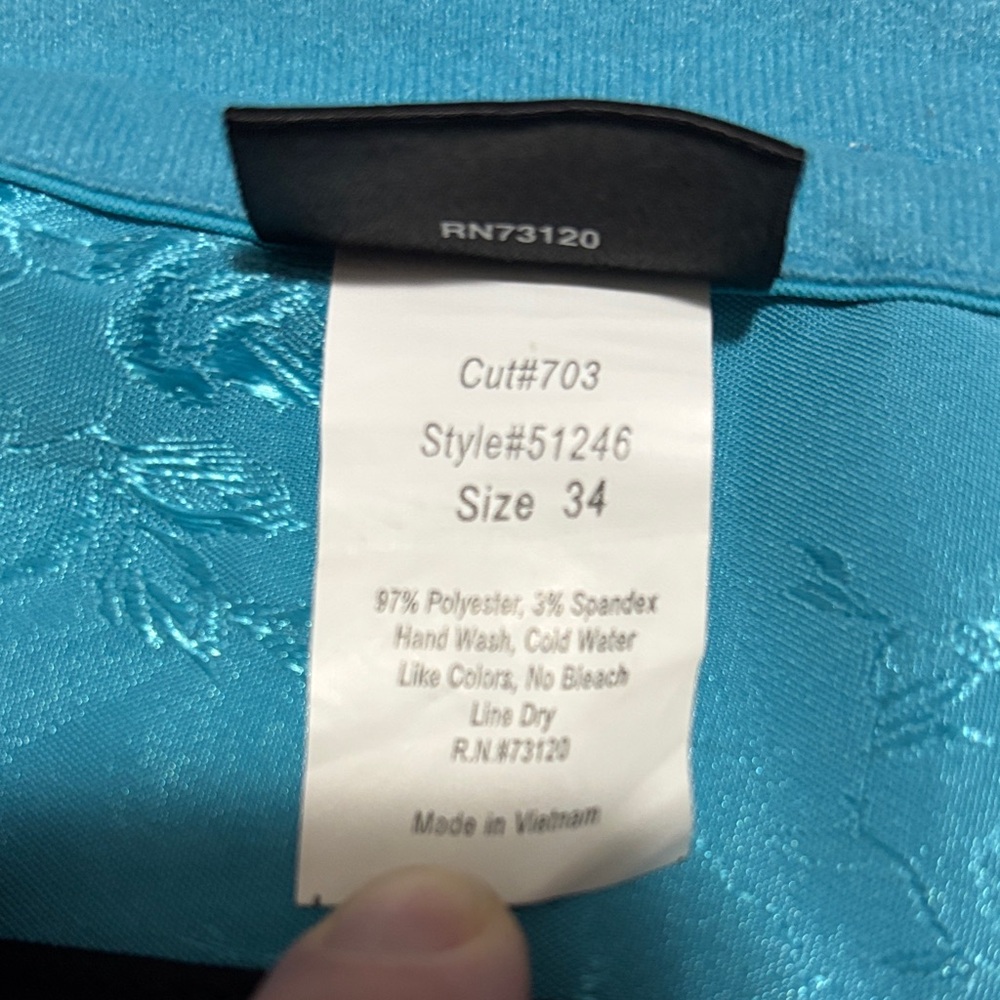 RN73120
Cut#703
Style#51246
Size 34
97% Polyester, 3% Spandex
Hand Wash, Cold Water
Like Colors, No Bleach
Line Dry
R.N.#73120
Made in Vietnam